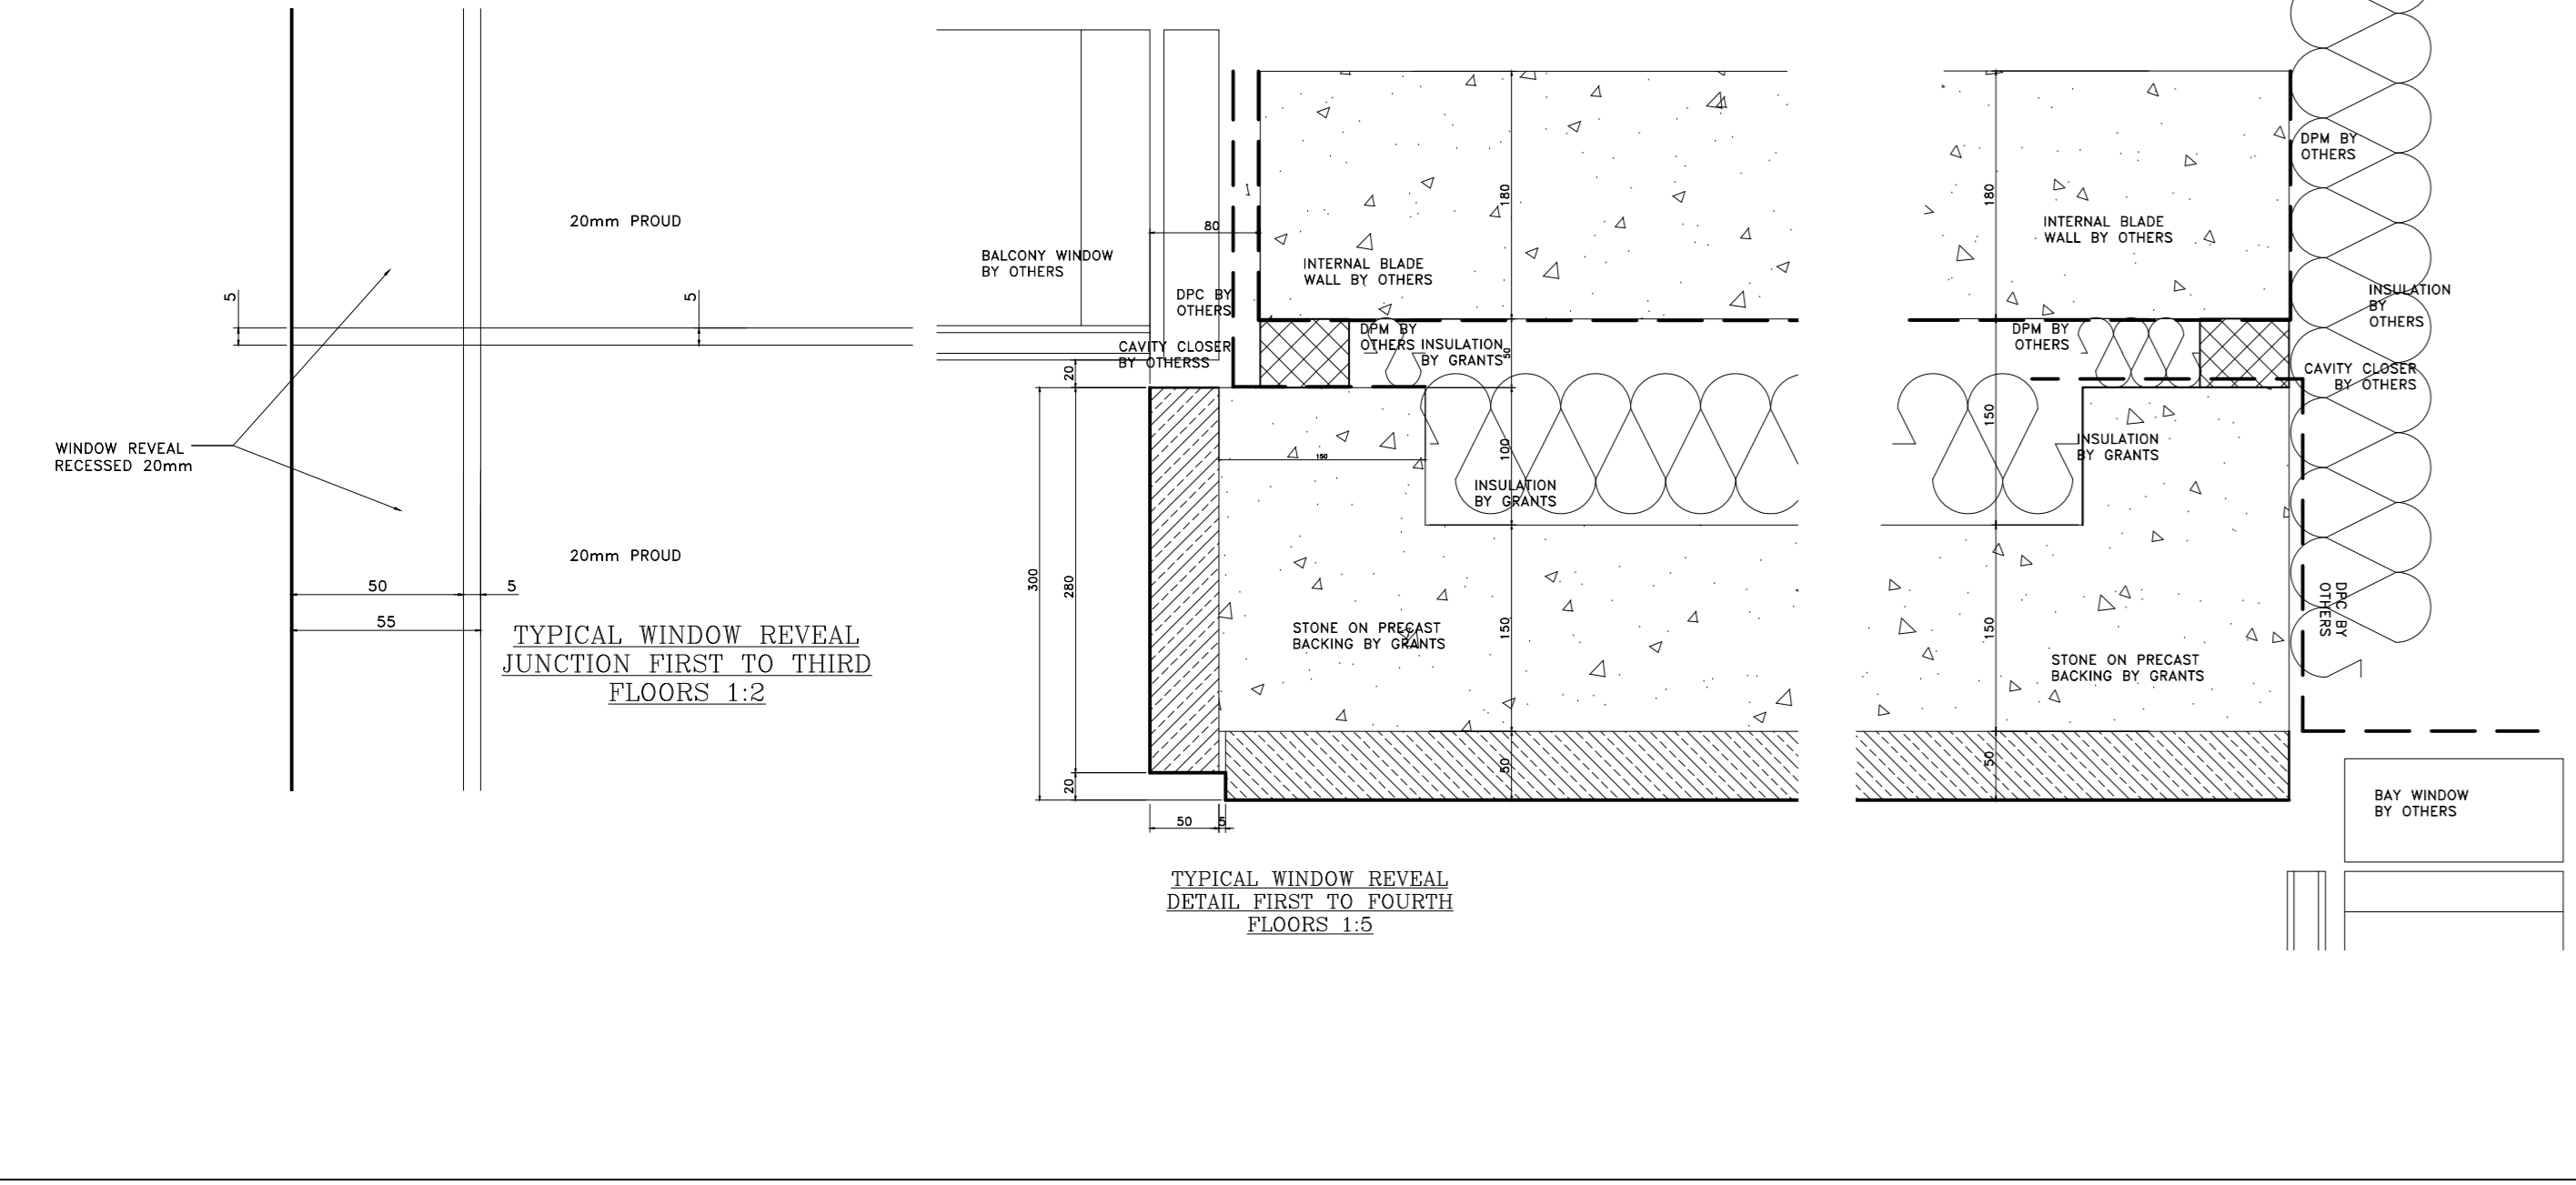 20mm PROUD
5
5
WINDOW REVEAL
RECESSED 20mm
20mm PROUD
50
5
55
TYPICAL WINDOW REVEAL
JUNCTION FIRST TO THIRD
FLOORS 1:2
BALCONY WINDOW
BY OTHERS
80
1
180
INTERNAL BLADE
WALL BY OTHERS
DPC BY
OTHERS
CAVITY CLOSER
BY OTHERSS
DPM BY
OTHERS
INSULATION
BY GRANTS
50
20
300
280
20
150
100
INSULATION
BY GRANTS
STONE ON PRECAST
BACKING BY GRANTS
150
50
50
5
TYPICAL WINDOW REVEAL
DETAIL FIRST TO FOURTH
FLOORS 1:5
180
INTERNAL BLADE
WALL BY OTHERS
DPM BY
OTHERS
INSULATION
BY
OTHERS
DPM BY
OTHERS
CAVITY CLOSER
BY OTHERS
150
INSULATION
BY GRANTS
DPC BY
OTHERS
150
STONE ON PRECAST
BACKING BY GRANTS
50
BAY WINDOW
BY OTHERS